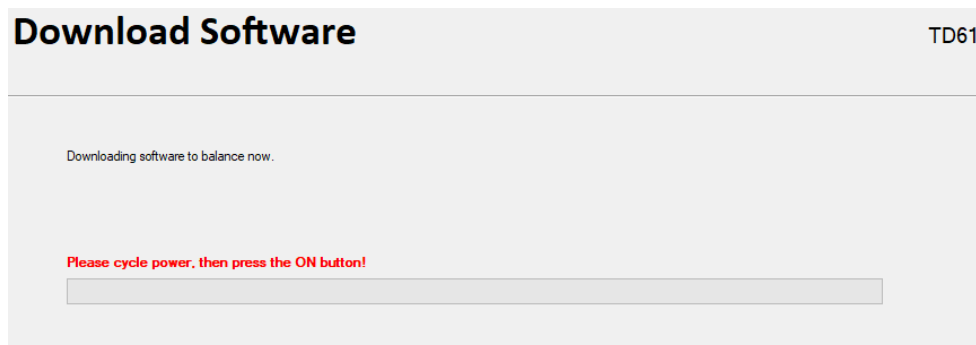 Download Software
TD61
Downloading software to balance now.
Please cycle power, then press the ON button!